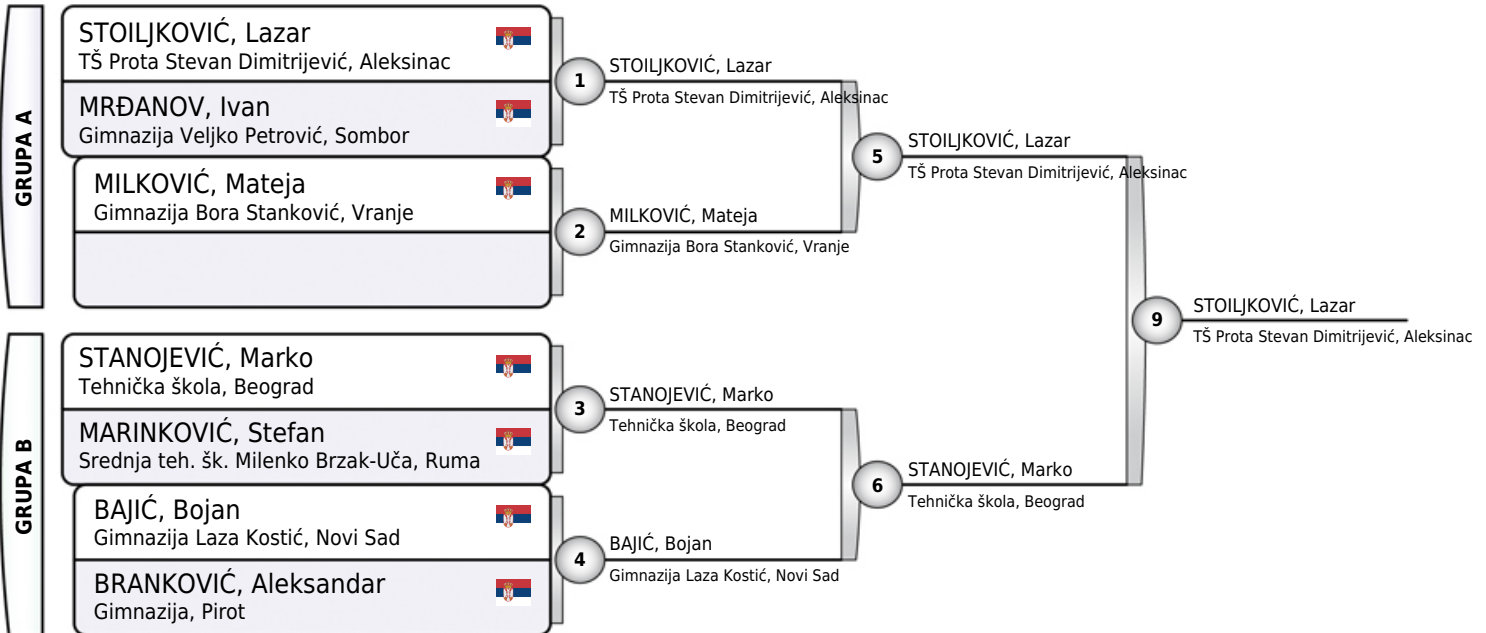 GRUPA A
STOILJKOVIĆ, Lazar
TŠ Prota Stevan Dimitrijević, Aleksinac
MRĐANOV, Ivan
Gimnazija Veljko Petrović, Sombor
MILKOVIĆ, Mateja
Gimnazija Bora Stanković, Vranje
GRUPA B
STANOJEVIĆ, Marko
Tehnička škola, Beograd
MARINKOVIĆ, Stefan
Srednja teh. šk. Milenko Brzak-Uča, Ruma
BAJIĆ, Bojan
Gimnazija Laza Kostić, Novi Sad
BRANKOVIĆ, Aleksandar
Gimnazija, Pirot
1
STOILJKOVIĆ, Lazar
TŠ Prota Stevan Dimitrijević, Aleksinac
2
MILKOVIĆ, Mateja
Gimnazija Bora Stanković, Vranje
3
STANOJEVIĆ, Marko
Tehnička škola, Beograd
4
BAJIĆ, Bojan
Gimnazija Laza Kostić, Novi Sad
5
STOILJKOVIĆ, Lazar
TŠ Prota Stevan Dimitrijević, Aleksinac
6
STANOJEVIĆ, Marko
Tehnička škola, Beograd
9
STOILJKOVIĆ, Lazar
TŠ Prota Stevan Dimitrijević, Aleksinac